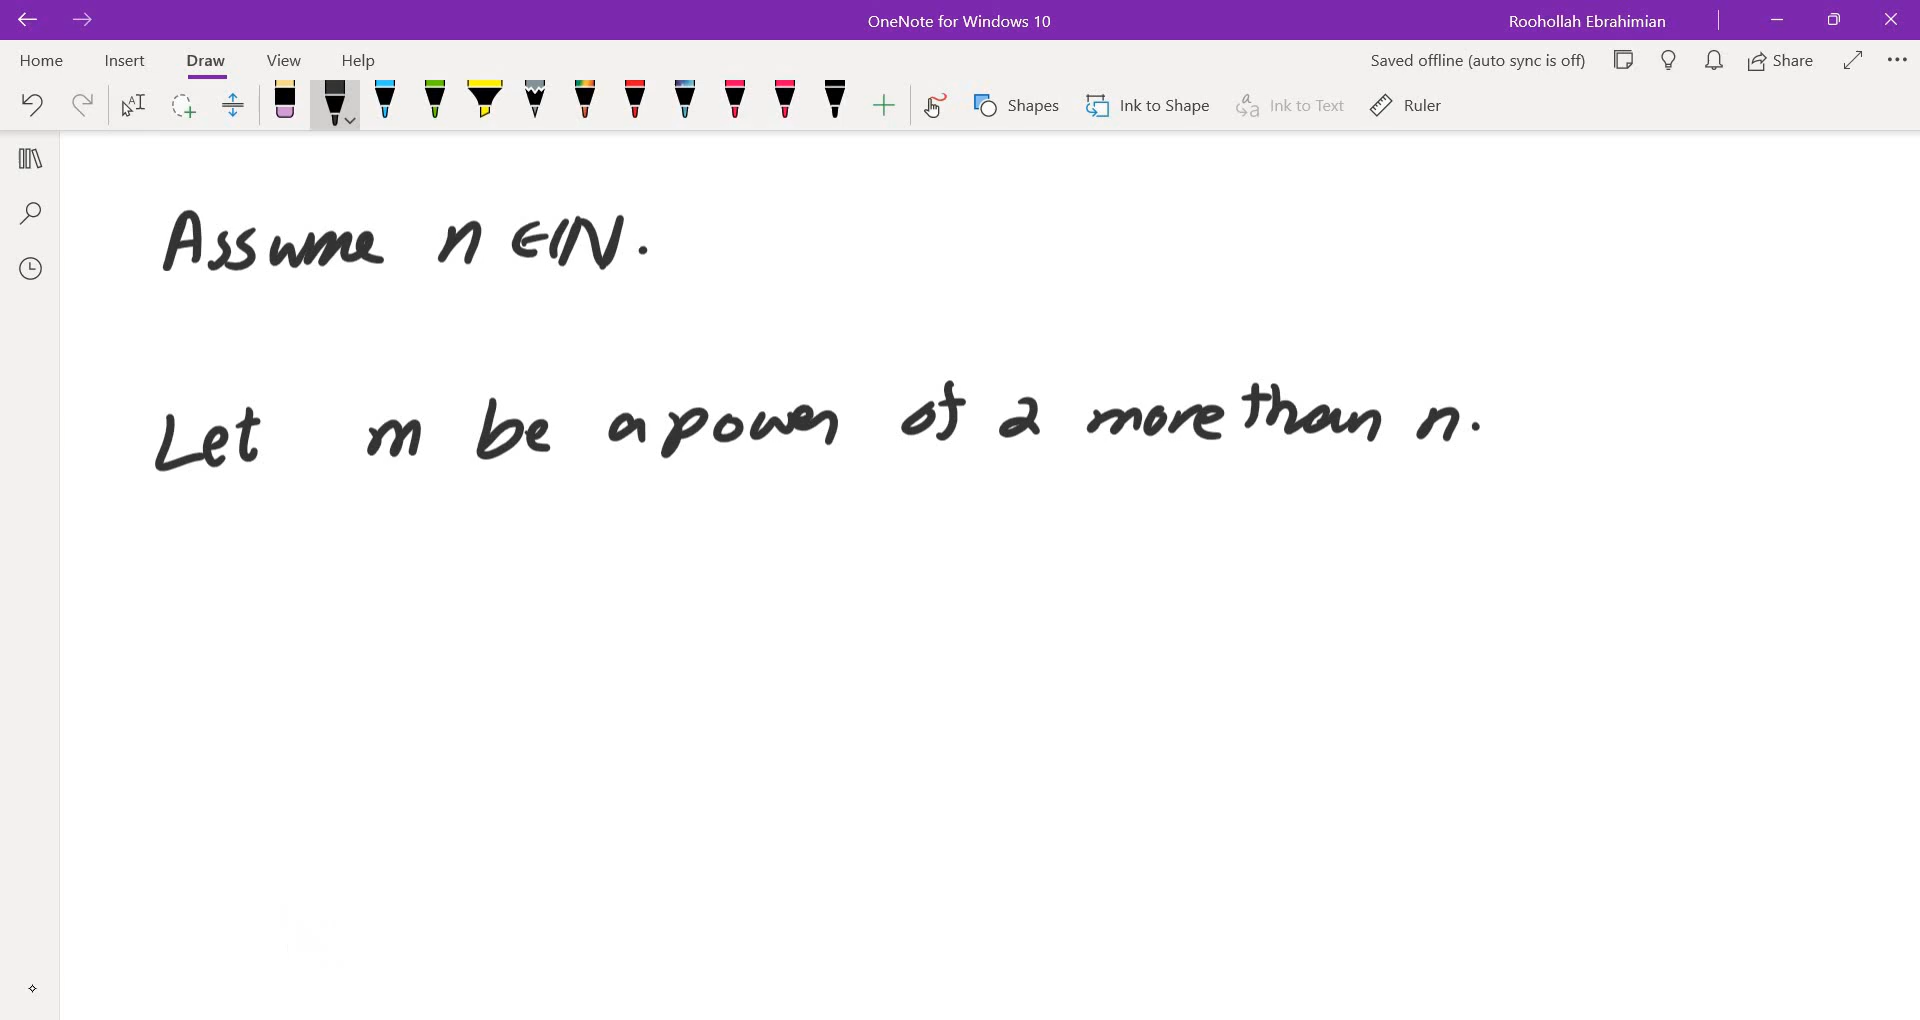 OneNote for Windows 10
Roohollah Ebrahimian
Home Insert Draw View Help
Saved offline (auto sync is off) Share
Shapes Ink to Shape Ink to Text Ruler
Assume n ∈ ℕ.
Let m be a power of 2 more than n.